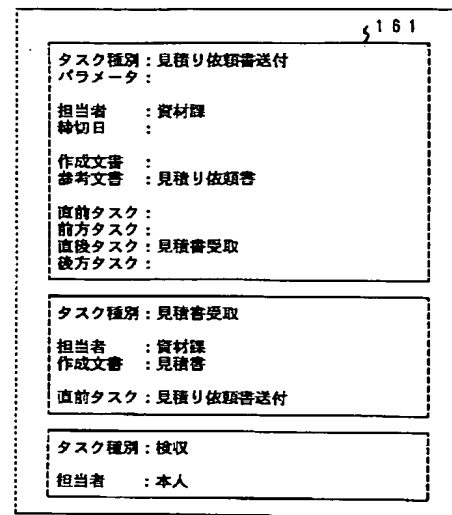 161
タスク種別：見積り依頼書送付
パラメータ：
担当者　　：資材課
締切日　　：
作成文書　：
参考文書　：見積り依頼書
直前タスク：
前方タスク：
直後タスク：見積書受取
後方タスク：
タスク種別：見積書受取
担当者　　：資材課
作成文書　：見積書
直前タスク：見積り依頼書送付
タスク種別：検収
担当者　　：本人